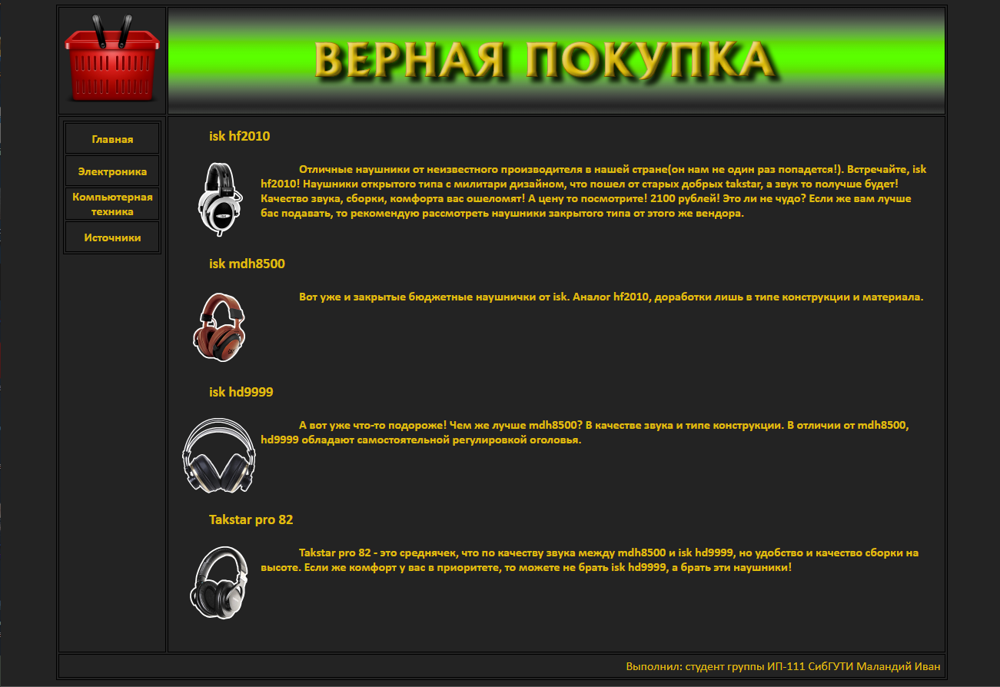 ВЕРНАЯ ПОКУПКА
Главная
Электроника
Компьютерная
техника
Источники
isk hf2010
Отличные наушники от неизвестного производителя в нашей стране(он нам не один раз попадется!). Встречайте, isk
hf2010! Наушники открытого типа с милитари дизайном, что пошел от старых добрых takstar, а звук то получше будет!
Качество звука, сборки, комфорта вас ошеломят! А цену то посмотрите! 2100 рублей! Это ли не чудо? Если же вам лучше
бас подавать, то рекомендую рассмотреть наушники закрытого типа от этого же вендора.
isk mdh8500
Вот уже и закрытые бюджетные наушнички от isk. Аналог hf2010, доработки лишь в типе конструкции и материала.
isk hd9999
А вот уже что-то подороже! Чем же лучше mdh8500? В качестве звука и типе конструкции. В отличии от mdh8500,
hd9999 обладают самостоятельной регулировкой оголовья.
Takstar pro 82
Takstar pro 82 - это среднячек, что по качеству звука между mdh8500 и isk hd9999, но удобство и качество сборки на
высоте. Если же комфорт у вас в приоритете, то можете не брать isk hd9999, а брать эти наушники!
Выполнил: студент группы ИП-111 СибГУТИ Маландий Иван